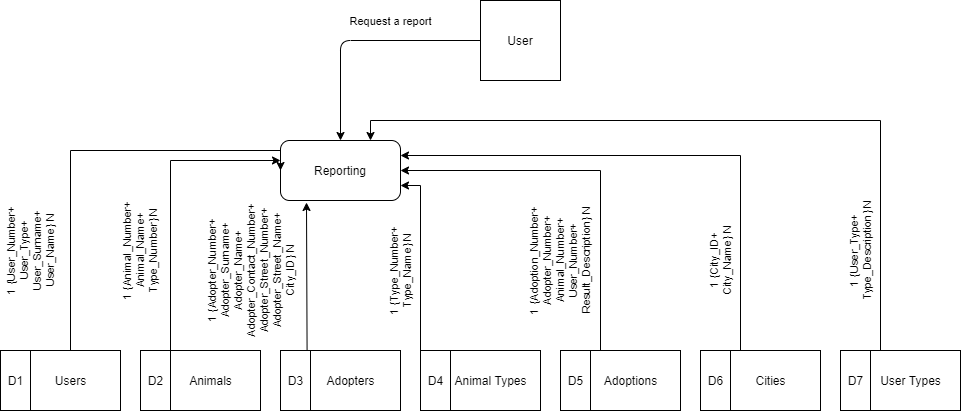 Request a report
User
Reporting
1 {User_Number+
User_Type+
User_Surname+
User_Name}N
1 {Animal_Number+
Animal_Name+
Type_Number}N
1 {Adopter_Number+
Adopter_Surname+
Adopter_Name+
Adopter_Contact_Number+
Adopter_Street_Number+
Adopter_Street_Name+
City_ID}N
1 {Type_Number+
Type_Name}N
1 {Adoption_Number+
Adopter_Number+
Animal_Number+
User_Number+
Result_Description}N
1 {City_ID+
City_Name}N
1 {User_Type+
Type_Description}N
D1 Users
D2 Animals
D3 Adopters
D4 Animal Types
D5 Adoptions
D6 Cities
D7 User Types